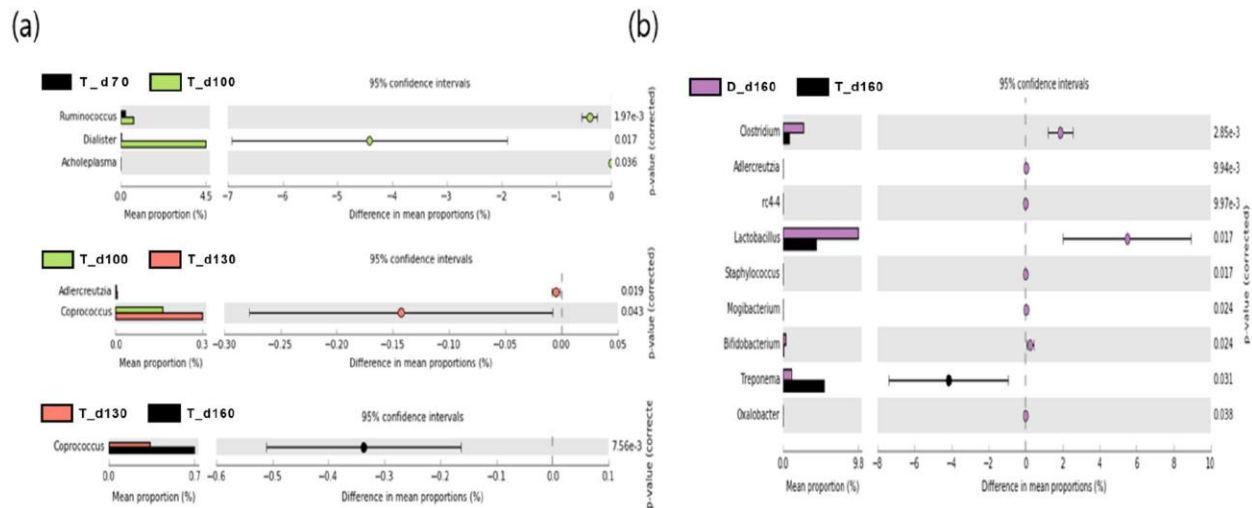 (a)
T_d70 T_d100
95% confidence intervals
Ruminococcus 1.97e-3
Dialister 0.017
Acholeplasma 0.036
p-value (corrected)
0.0 4.5 −7 −6 −5 −4 −3 −2 −1 0
Mean proportion (%) Difference in mean proportions (%)
T_d100 T_d130
95% confidence intervals
Adlercreutzia 0.019
Coprococcus 0.043
p-value (corrected)
0.0 0.3 −0.30 −0.25 −0.20 −0.15 −0.10 −0.05 0.00 0.05
Mean proportion (%) Difference in mean proportions (%)
T_d130 T_d160
95% confidence intervals
Coprococcus 7.56e-3
p-value (correcte
0.0 0.7 −0.6 −0.5 −0.4 −0.3 −0.2 −0.1 0.0 0.1
Mean proportion (%) Difference in mean proportions (%)
(b)
D_d160 T_d160
95% confidence intervals
Clostridium 2.85e-3
Adlercreutzia 9.94e-3
rc4-4 9.97e-3
Lactobacillus 0.017
Staphylococcus 0.017
Mogibacterium 0.024
Bifidobacterium 0.024
Treponema 0.031
Oxalobacter 0.038
p-value (corrected)
0.0 9.8 −8 −6 −4 −2 0 2 4 6 8 10
Mean proportion (%) Difference in mean proportions (%)